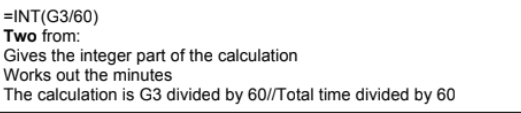 =INT(G3/60)
Two from:
Gives the integer part of the calculation
Works out the minutes
The calculation is G3 divided by 60//Total time divided by 60